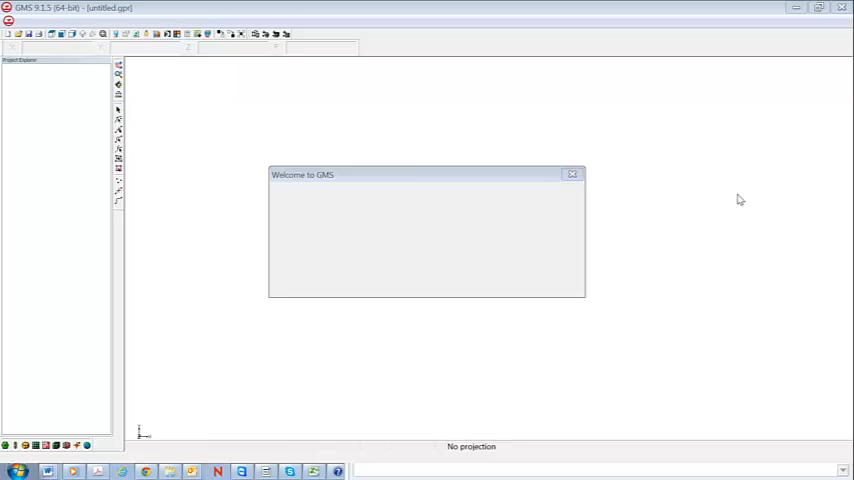 GMS 9.1.5 (64-bit) - [untitled.gpr]
X
Y
Z
F
Project Explorer
Welcome to GMS
No projection